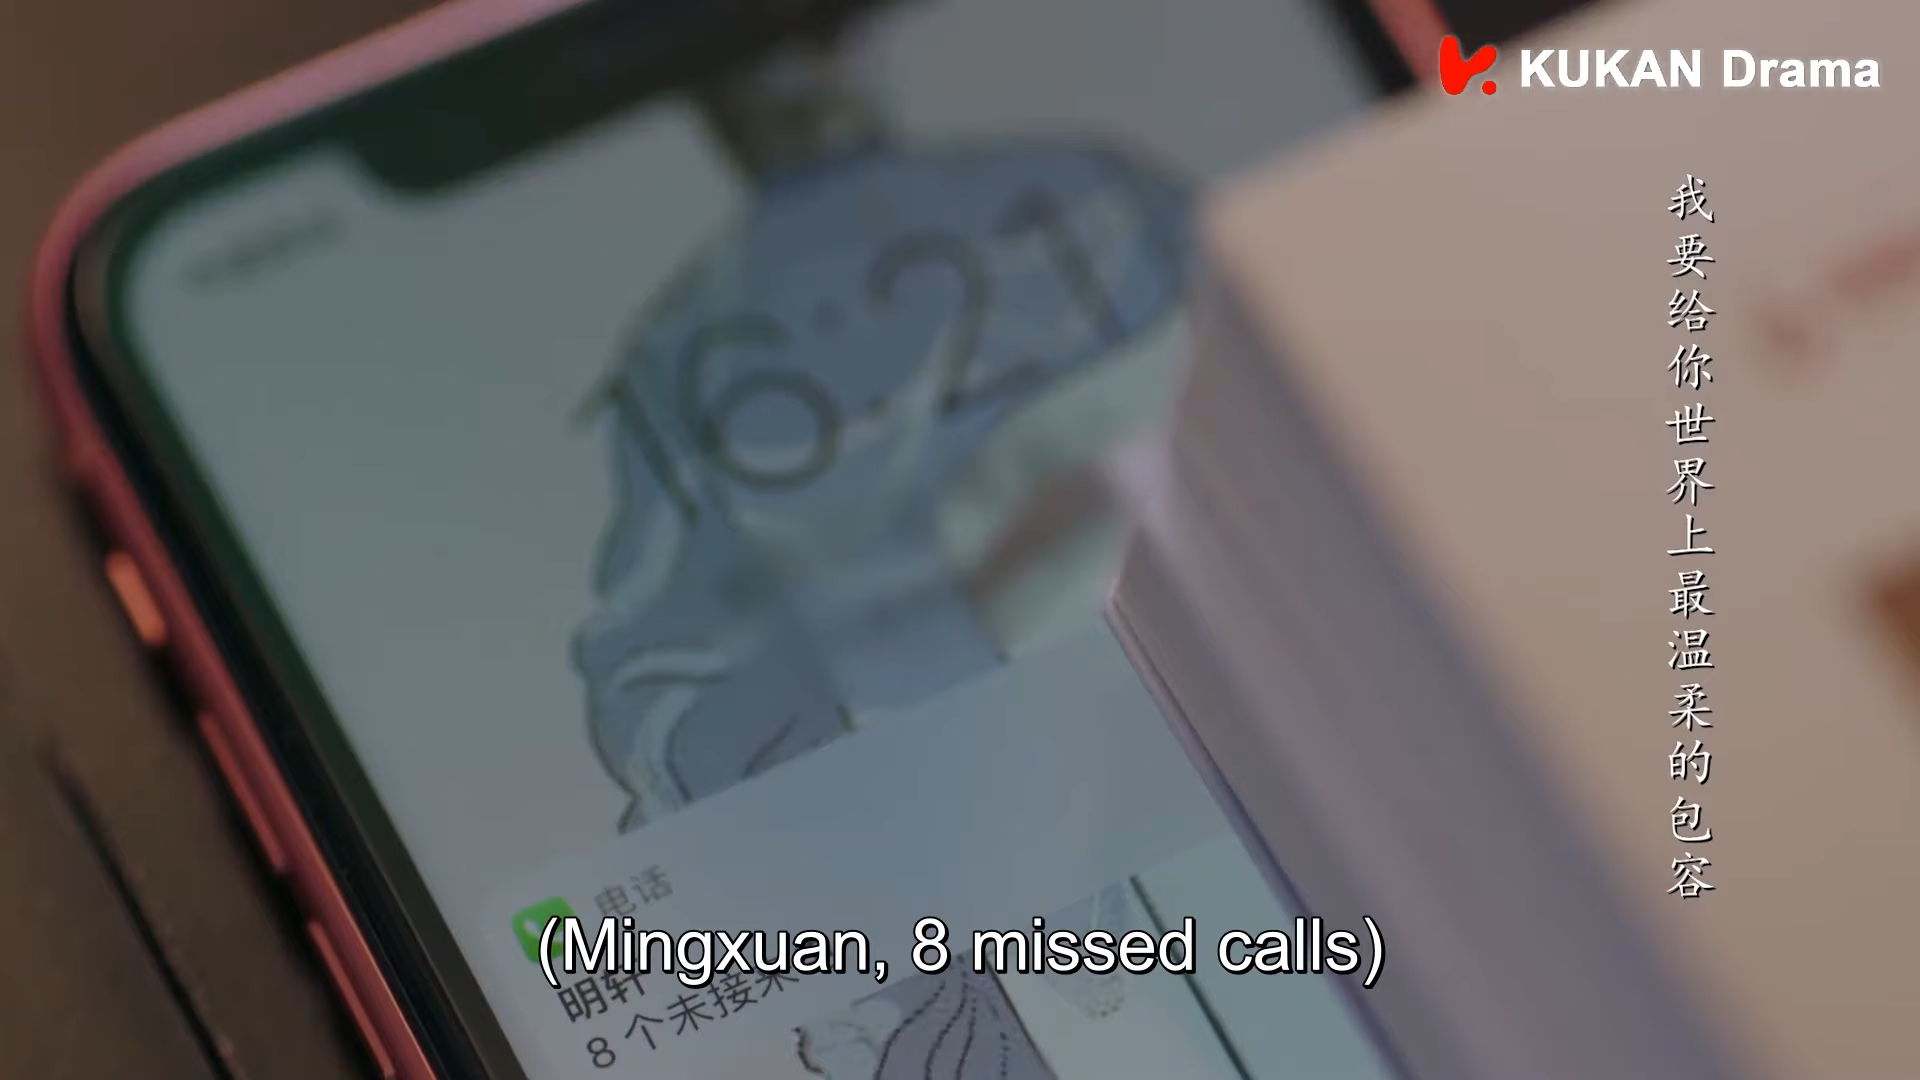 KUKAN Drama
我要给你世界上最温柔的包容
16:21
电话
明轩
8 个未接来
(Mingxuan, 8 missed calls)